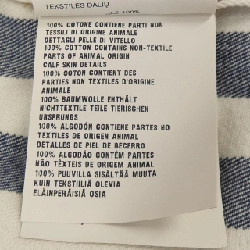 TEKSTĪLES DAĻU
100% COTONE CONTIENE PARTI NON
TESSILI DI ORIGINE ANIMALE
DETTAGLI PELLE DI VITELLO
100% COTTON CONTAINS NON-TEXTILE
PARTS OF ANIMAL ORIGIN
CALF SKIN DETAILS
100% COTON CONTIENT DES
PARTIES NON TEXTILES D'ORIGINE
ANIMALE
100% BAUMWOLLE ENTHÄLT
NICHTTEXTILE TEILE TIERISCHEN
URSPRUNGS
100% ALGODÓN CONTIENE PARTES NO
TEXTILES DE ORIGEN ANIMAL
DETALLES DE PIEL DE BECERRO
100% ALGODÃO CONTÉM PARTES
NÃO TÊXTEIS DE ORIGEM ANIMAL
100% PUUVILLA SISÄLTÄÄ MUUTA
KUIN TEKSTIILIÄ OLEVIA
ELÄINPERÄISIÄ OSIA